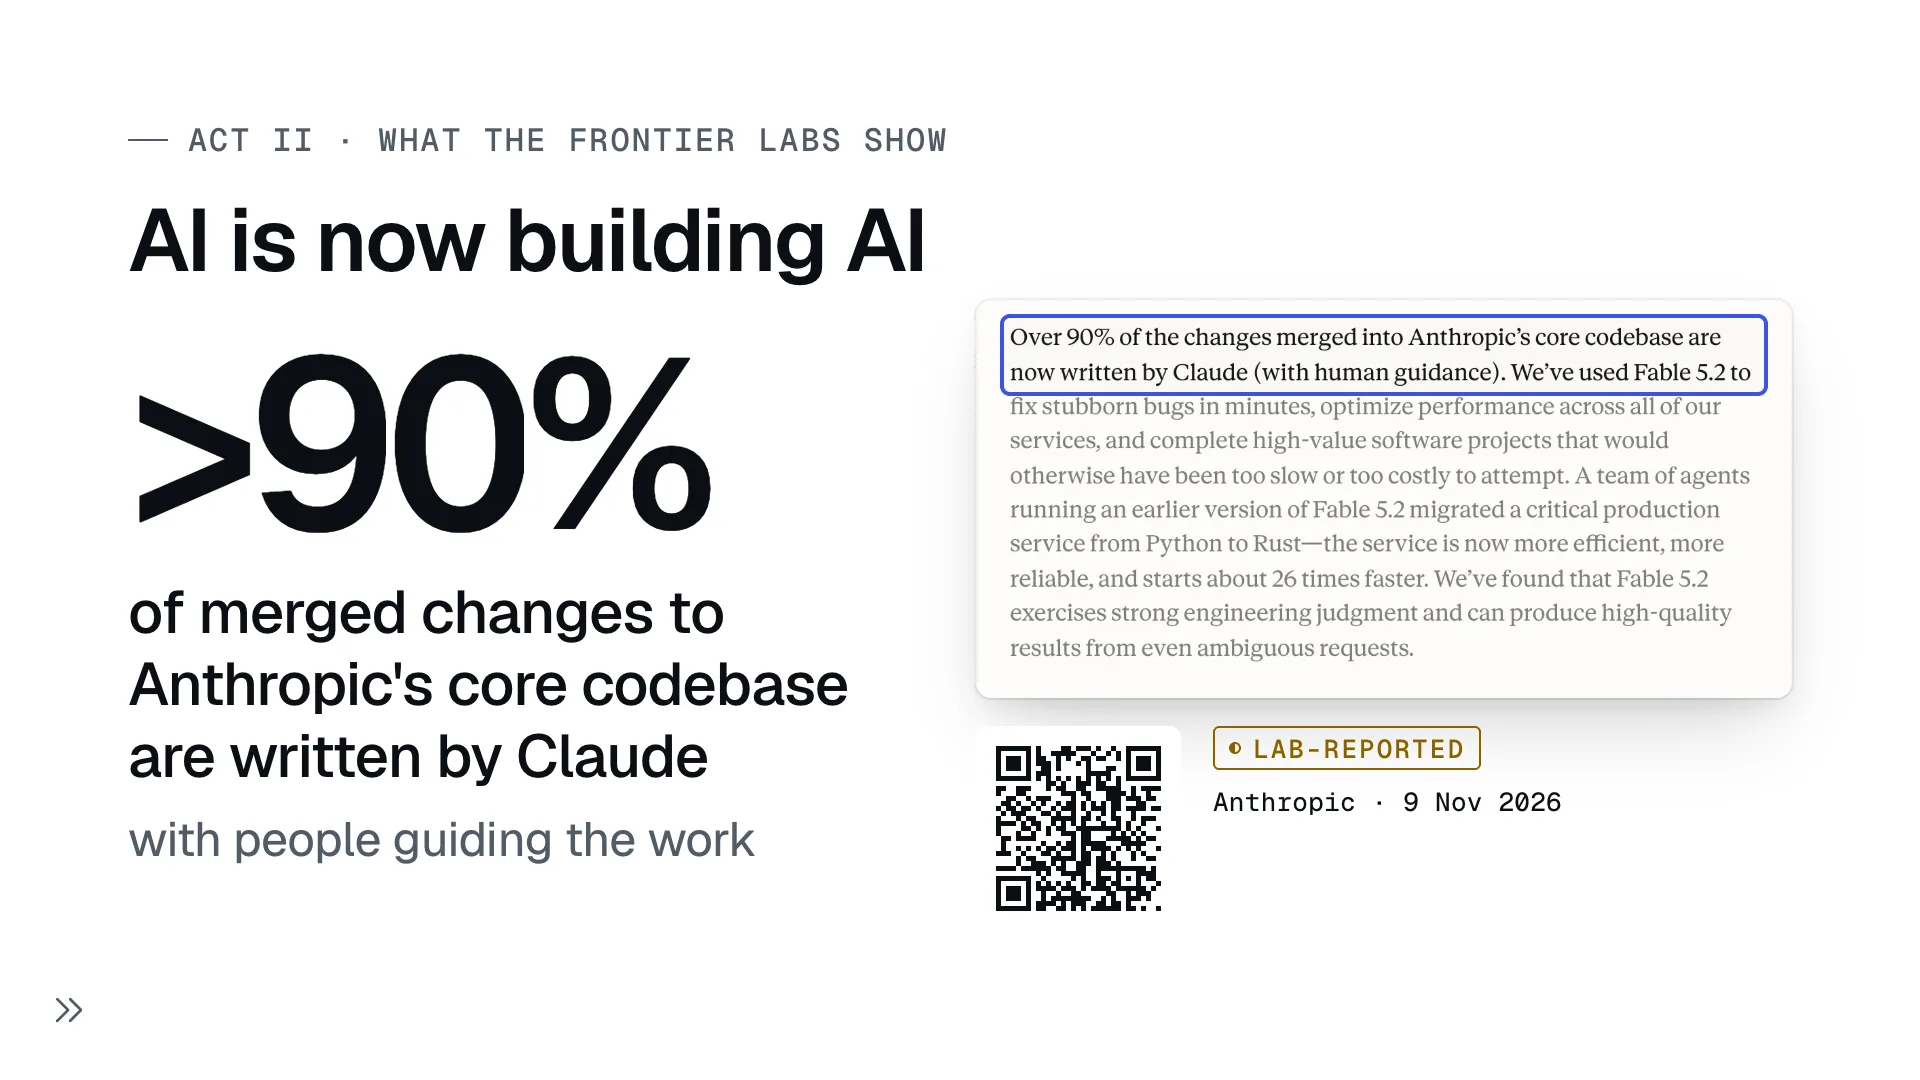 ACT II · WHAT THE FRONTIER LABS SHOW
AI is now building AI
>90%
of merged changes to
Anthropic's core codebase
are written by Claude
with people guiding the work
Over 90% of the changes merged into Anthropic’s core codebase are
now written by Claude (with human guidance). We’ve used Fable 5.2 to
fix stubborn bugs in minutes, optimize performance across all of our
services, and complete high-value software projects that would
otherwise have been too slow or too costly to attempt. A team of agents
running an earlier version of Fable 5.2 migrated a critical production
service from Python to Rust—the service is now more efficient, more
reliable, and starts about 26 times faster. We’ve found that Fable 5.2
exercises strong engineering judgment and can produce high-quality
results from even ambiguous requests.
LAB-REPORTED
Anthropic · 9 Nov 2026